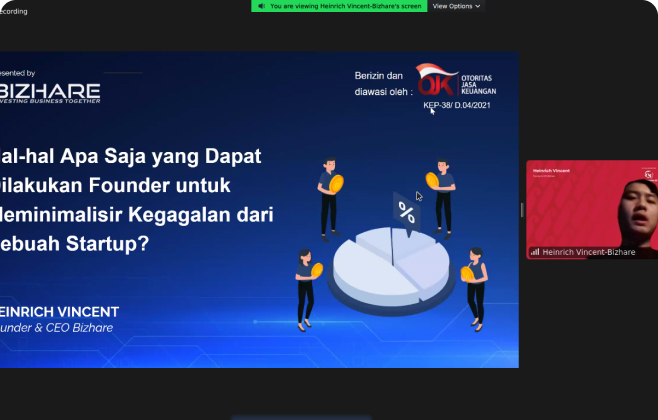 ecording
You are viewing Heinrich Vincent-Bizhare's screen
View Options
esented by
BIZHARE
VESTING BUSINESS TOGETHER
Berizin dan
diawasi oleh :
OJK
OTORITAS
JASA
KEUANGAN
KEP-38/ D.04/2021
al-hal Apa Saja yang Dapat
ilakukan Founder untuk
eminimalisir Kegagalan dari
ebuah Startup?
%
EINRICH VINCENT
under & CEO Bizhare
Heinrich Vincent
Heinrich Vincent-Bizhare